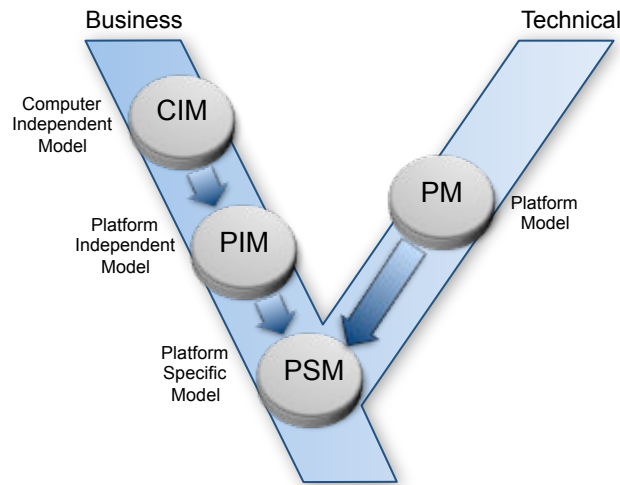 Business
Technical
Computer
Independent
Model
CIM
Platform
Independent
Model
PIM
PM
Platform
Model
Platform
Specific
Model
PSM